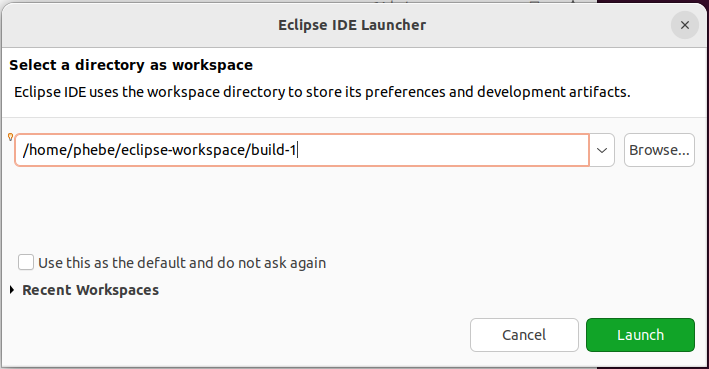 Eclipse IDE Launcher
Select a directory as workspace
Eclipse IDE uses the workspace directory to store its preferences and development artifacts.
/home/phebe/eclipse-workspace/build-1
Browse...
Use this as the default and do not ask again
Recent Workspaces
Cancel
Launch